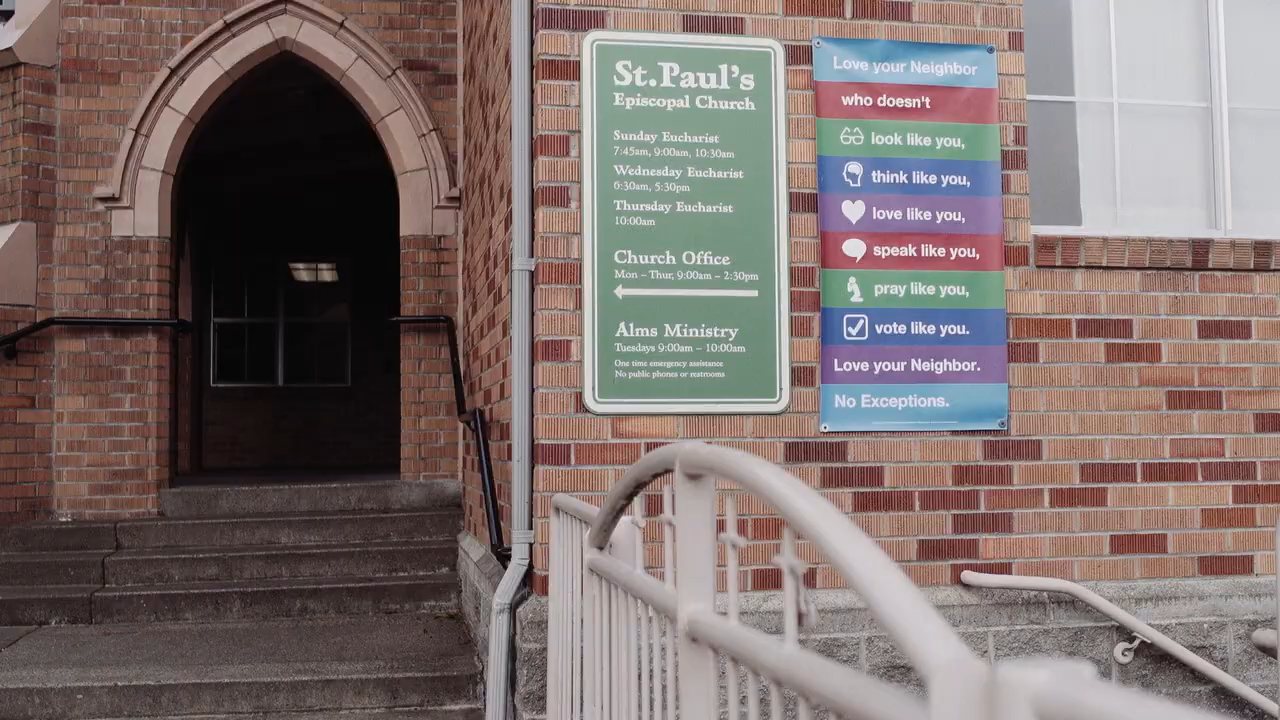 St.Paul's
Episcopal Church
Sunday Eucharist
7:45am, 9:00am, 10:30am
Wednesday Eucharist
6:30am, 5:30pm
Thursday Eucharist
10:00am
Church Office
Mon – Thur, 9:00am – 2:30pm
Alms Ministry
Tuesdays 9:00am – 10:00am
One time emergency assistance
No public phones or restrooms
Love your Neighbor
who doesn't
look like you,
think like you,
love like you,
speak like you,
pray like you,
vote like you.
Love your Neighbor.
No Exceptions.